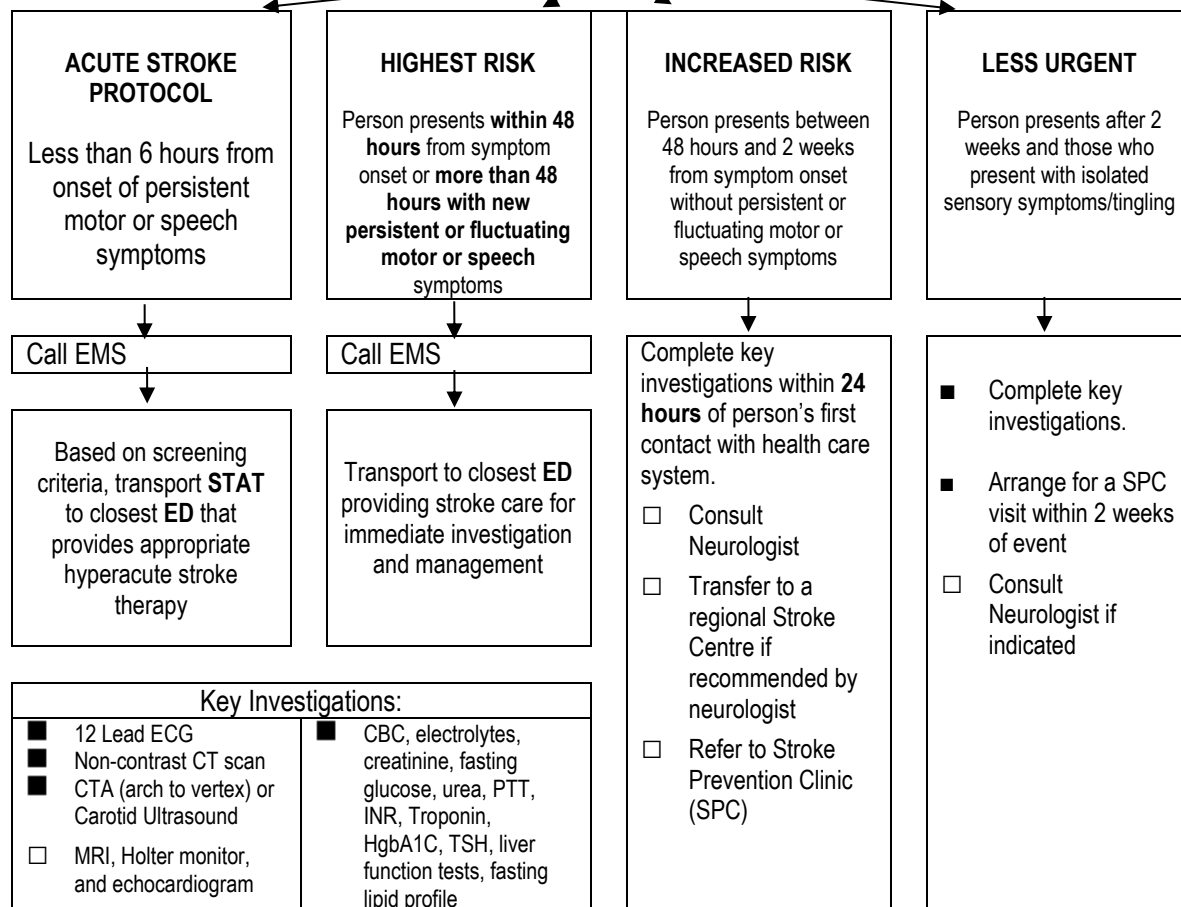 ACUTE STROKE
PROTOCOL
Less than 6 hours from
onset of persistent
motor or speech
symptoms
Call EMS
Based on screening
criteria, transport STAT
to closest ED that
provides appropriate
hyperacute stroke
therapy
HIGHEST RISK
Person presents within 48
hours from symptom
onset or more than 48
hours with new
persistent or fluctuating
motor or speech
symptoms
Call EMS
Transport to closest ED
providing stroke care for
immediate investigation
and management
INCREASED RISK
Person presents between
48 hours and 2 weeks
from symptom onset
without persistent or
fluctuating motor or
speech symptoms
Complete key
investigations within 24
hours of person’s first
contact with health care
system.
□ Consult
Neurologist
□ Transfer to a
regional Stroke
Centre if
recommended by
neurologist
□ Refer to Stroke
Prevention Clinic
(SPC)
LESS URGENT
Person presents after 2
weeks and those who
present with isolated
sensory symptoms/tingling
■ Complete key
investigations.
■ Arrange for a SPC
visit within 2 weeks
of event
□ Consult
Neurologist if
indicated
Key Investigations:
■ 12 Lead ECG
■ Non-contrast CT scan
■ CTA (arch to vertex) or
Carotid Ultrasound
□ MRI, Holter monitor,
and echocardiogram
■ CBC, electrolytes,
creatinine, fasting
glucose, urea, PTT,
INR, Troponin,
HgbA1C, TSH, liver
function tests, fasting
lipid profile